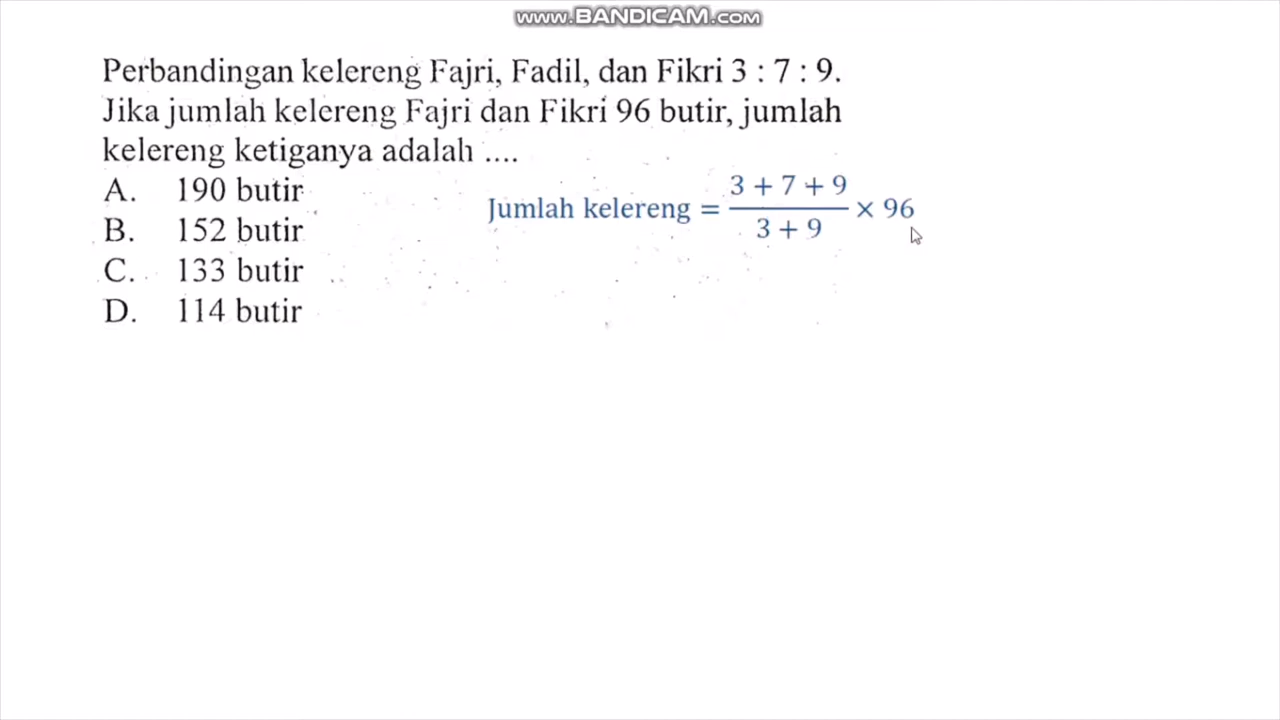 www.BANDICAM.com
Perbandingan kelereng Fajri, Fadil, dan Fikri 3 : 7 : 9.
Jika jumlah kelereng Fajri dan Fikri 96 butir, jumlah
kelereng ketiganya adalah ....
A. 190 butir
B. 152 butir
C. 133 butir
D. 114 butir
Jumlah kelereng = \frac{3 + 7 + 9}{3 + 9} × 96